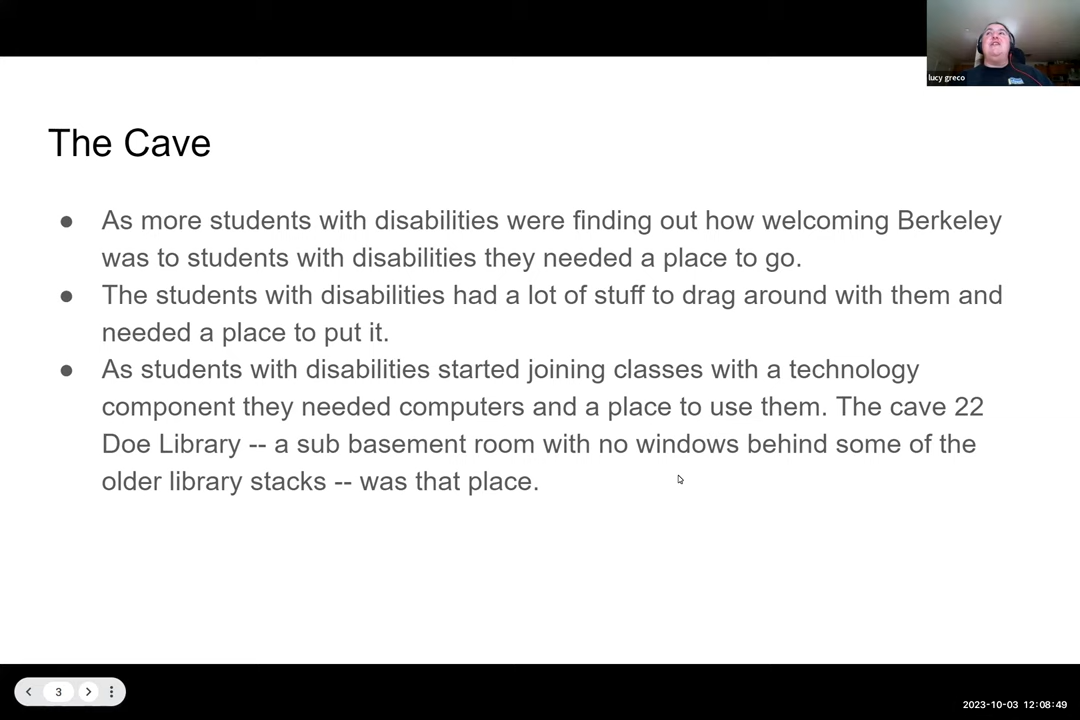 lucy greco
The Cave
● As more students with disabilities were finding out how welcoming Berkeley
was to students with disabilities they needed a place to go.
● The students with disabilities had a lot of stuff to drag around with them and
needed a place to put it.
● As students with disabilities started joining classes with a technology
component they needed computers and a place to use them. The cave 22
Doe Library -- a sub basement room with no windows behind some of the
older library stacks -- was that place.
3
2023-10-03 12:08:49